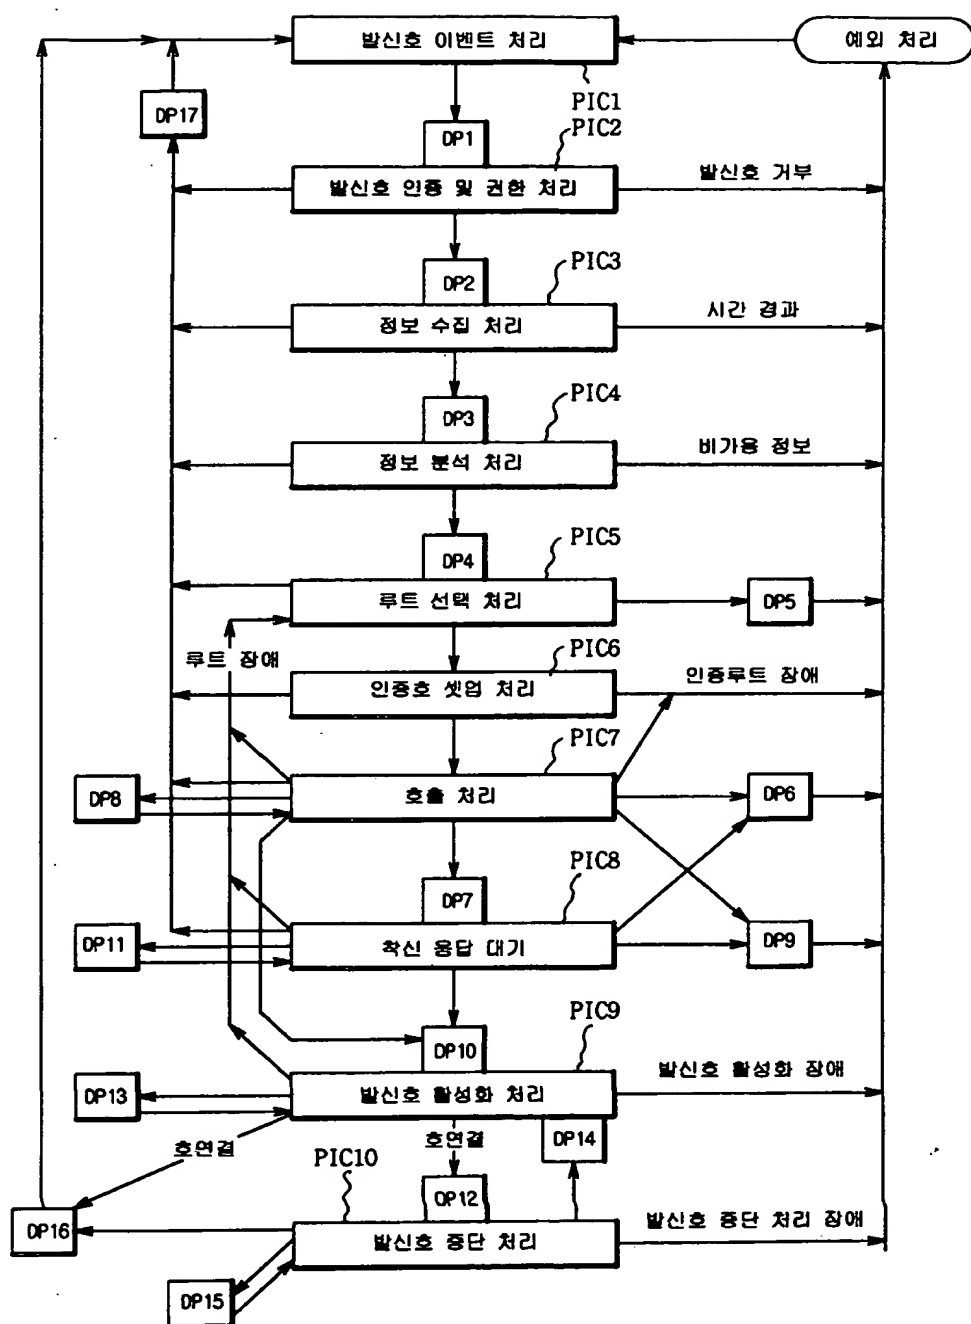 발신호 이벤트 처리
예외 처리
PIC1
DP17
DP1
PIC2
발신호 인증 및 권한 처리
발신호 거부
DP2
PIC3
정보 수집 처리
시간 경과
DP3
PIC4
정보 분석 처리
비가용 정보
DP4
PIC5
루트 선택 처리
DP5
루트 장애
PIC6
인증호 셋업 처리
인증루트 장애
PIC7
DP8
호출 처리
DP6
DP7
PIC8
DP11
착신 응답 대기
DP9
DP10
PIC9
DP13
발신호 활성화 처리
발신호 활성화 장애
호연결
호연결
DP14
PIC10
DP12
DP16
발신호 중단 처리
발신호 중단 처리 장애
DP15